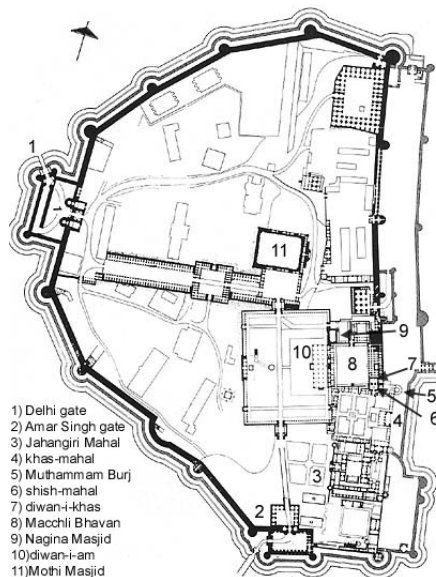 1
11
9
10
8
7
5
4
6
3
2
1) Delhi gate
2) Amar Singh gate
3) Jahangiri Mahal
4) khas-mahal
5) Muthammam Burj
6) shish-mahal
7) diwan-i-khas
8) Macchli Bhavan
9) Nagina Masjid
10)diwan-i-am
11)Mothi Masjid